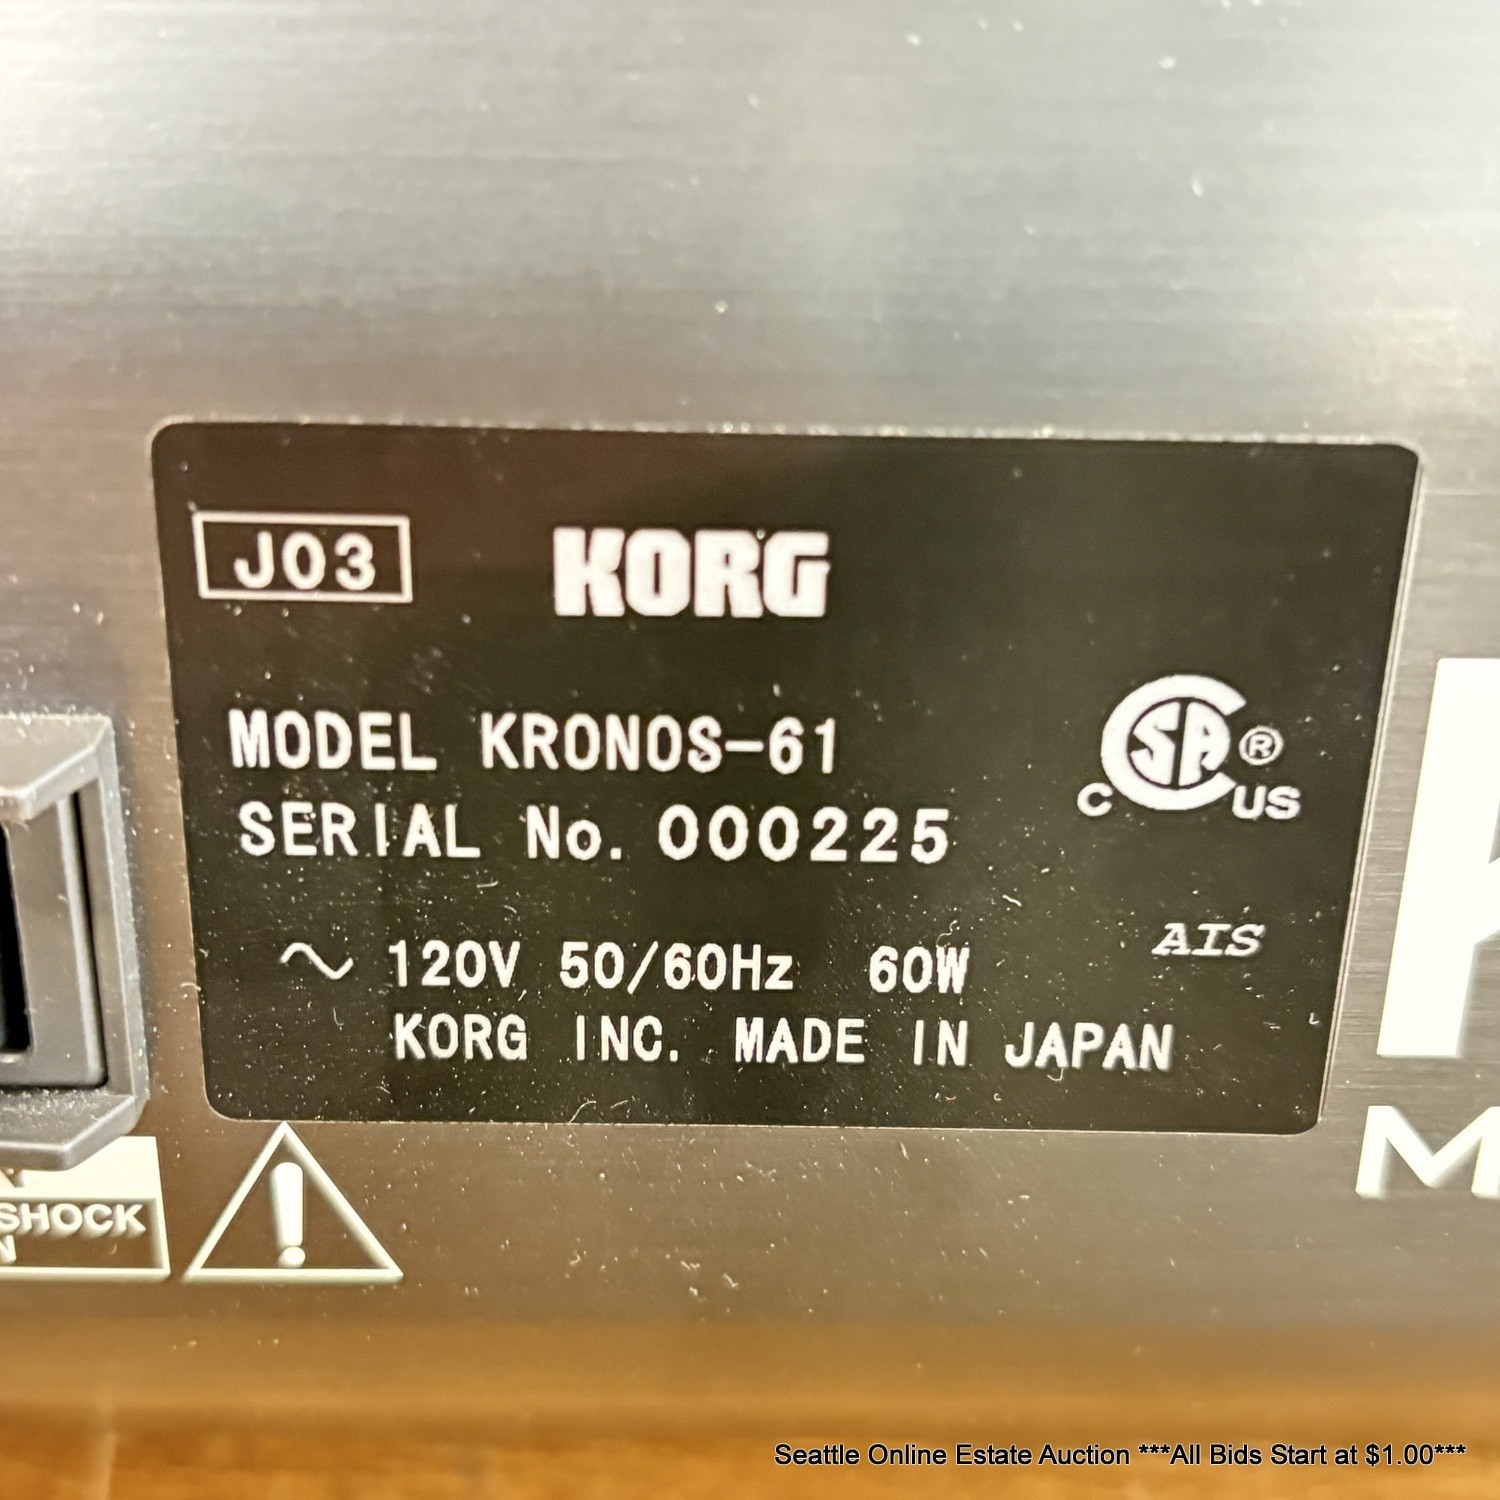 J03
KORG
MODEL KRONOS-61
SERIAL No. 000225
SA ®
C US
~ 120V 50/60Hz 60W
AIS
KORG INC. MADE IN JAPAN
SHOCK
!
M
Seattle Online Estate Auction ***All Bids Start at $1.00***